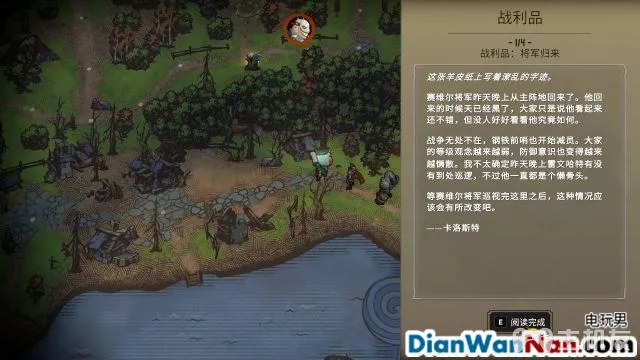 战利品
- 1/4 -
战利品：将军归来
这张羊皮纸上写着潦乱的字迹。
赛维尔将军昨天晚上从主阵地回来了。他回
来的时候天已经黑了，大家只是说他看起来
还不错，但没人好好看看他究竟如何。
战争无处不在，钢铁前哨也开始减员。大家
的等级观念越来越弱，防御意识也变得越来
越懒散。我不太确定昨天晚上雷文哈特有没
有到处巡逻，不过他一直都是个懒骨头。
等赛维尔将军巡视完这里之后，这种情况应
该会有所改变吧。
——卡洛斯特
E 阅读完成
电玩男
DianWanNan.com